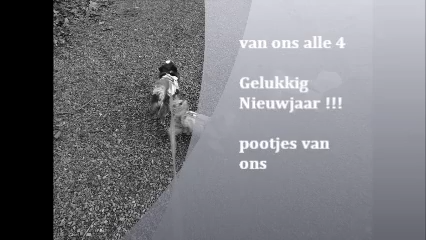 van ons alle 4
Gelukkig
Nieuwjaar !!!
pootjes van
ons